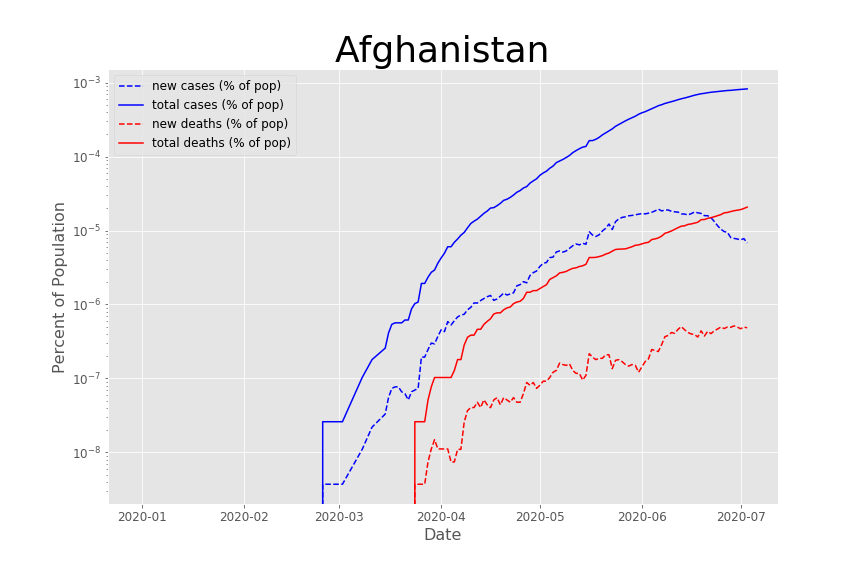 Afghanistan
new cases (% of pop)
total cases (% of pop)
new deaths (% of pop)
total deaths (% of pop)
Percent of Population
10⁻³
10⁻⁴
10⁻⁵
10⁻⁶
10⁻⁷
10⁻⁸
2020-01 2020-02 2020-03 2020-04 2020-05 2020-06 2020-07
Date